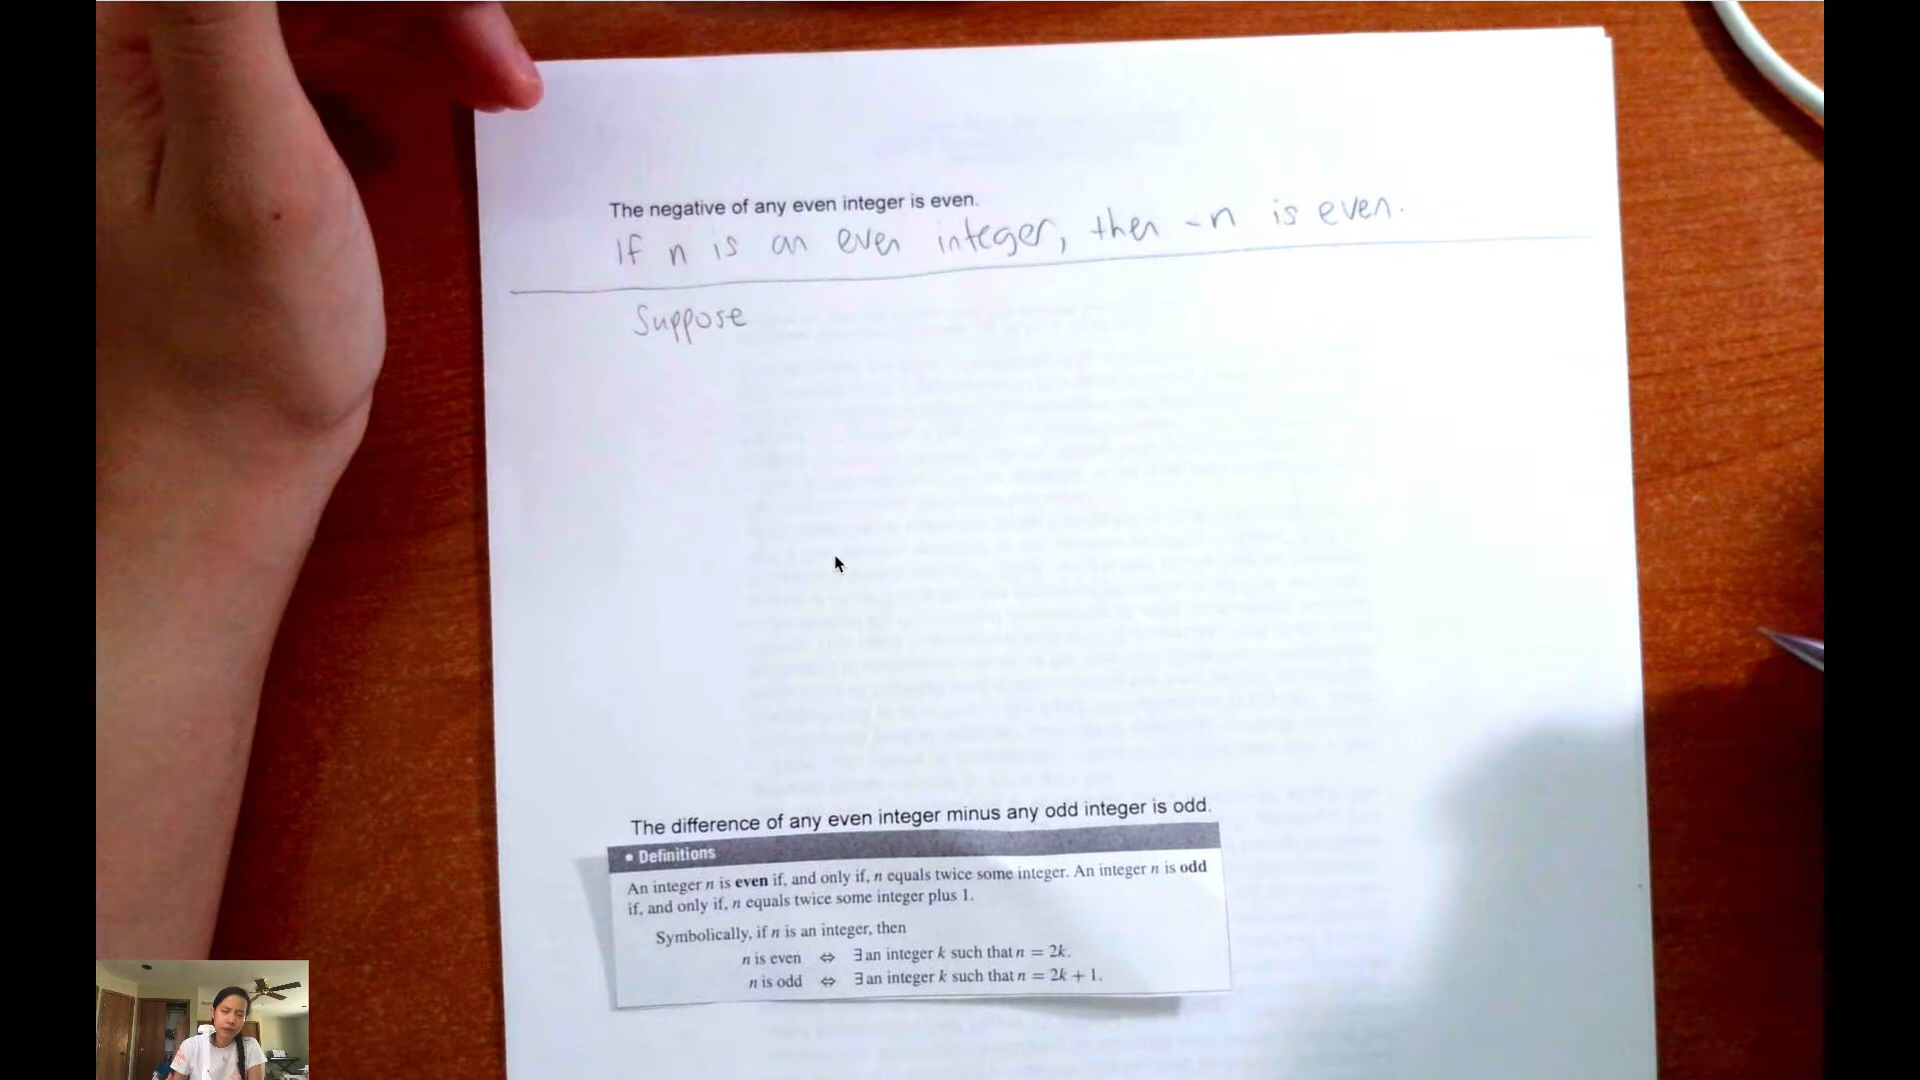 The negative of any even integer is even.
If n is an even integer, then -n is even.
Suppose
The difference of any even integer minus any odd integer is odd.
• Definitions
An integer n is even if, and only if, n equals twice some integer. An integer n is odd
if, and only if, n equals twice some integer plus 1.
Symbolically, if n is an integer, then
n is even ⇔ ∃ an integer k such that n = 2k.
n is odd ⇔ ∃ an integer k such that n = 2k + 1.